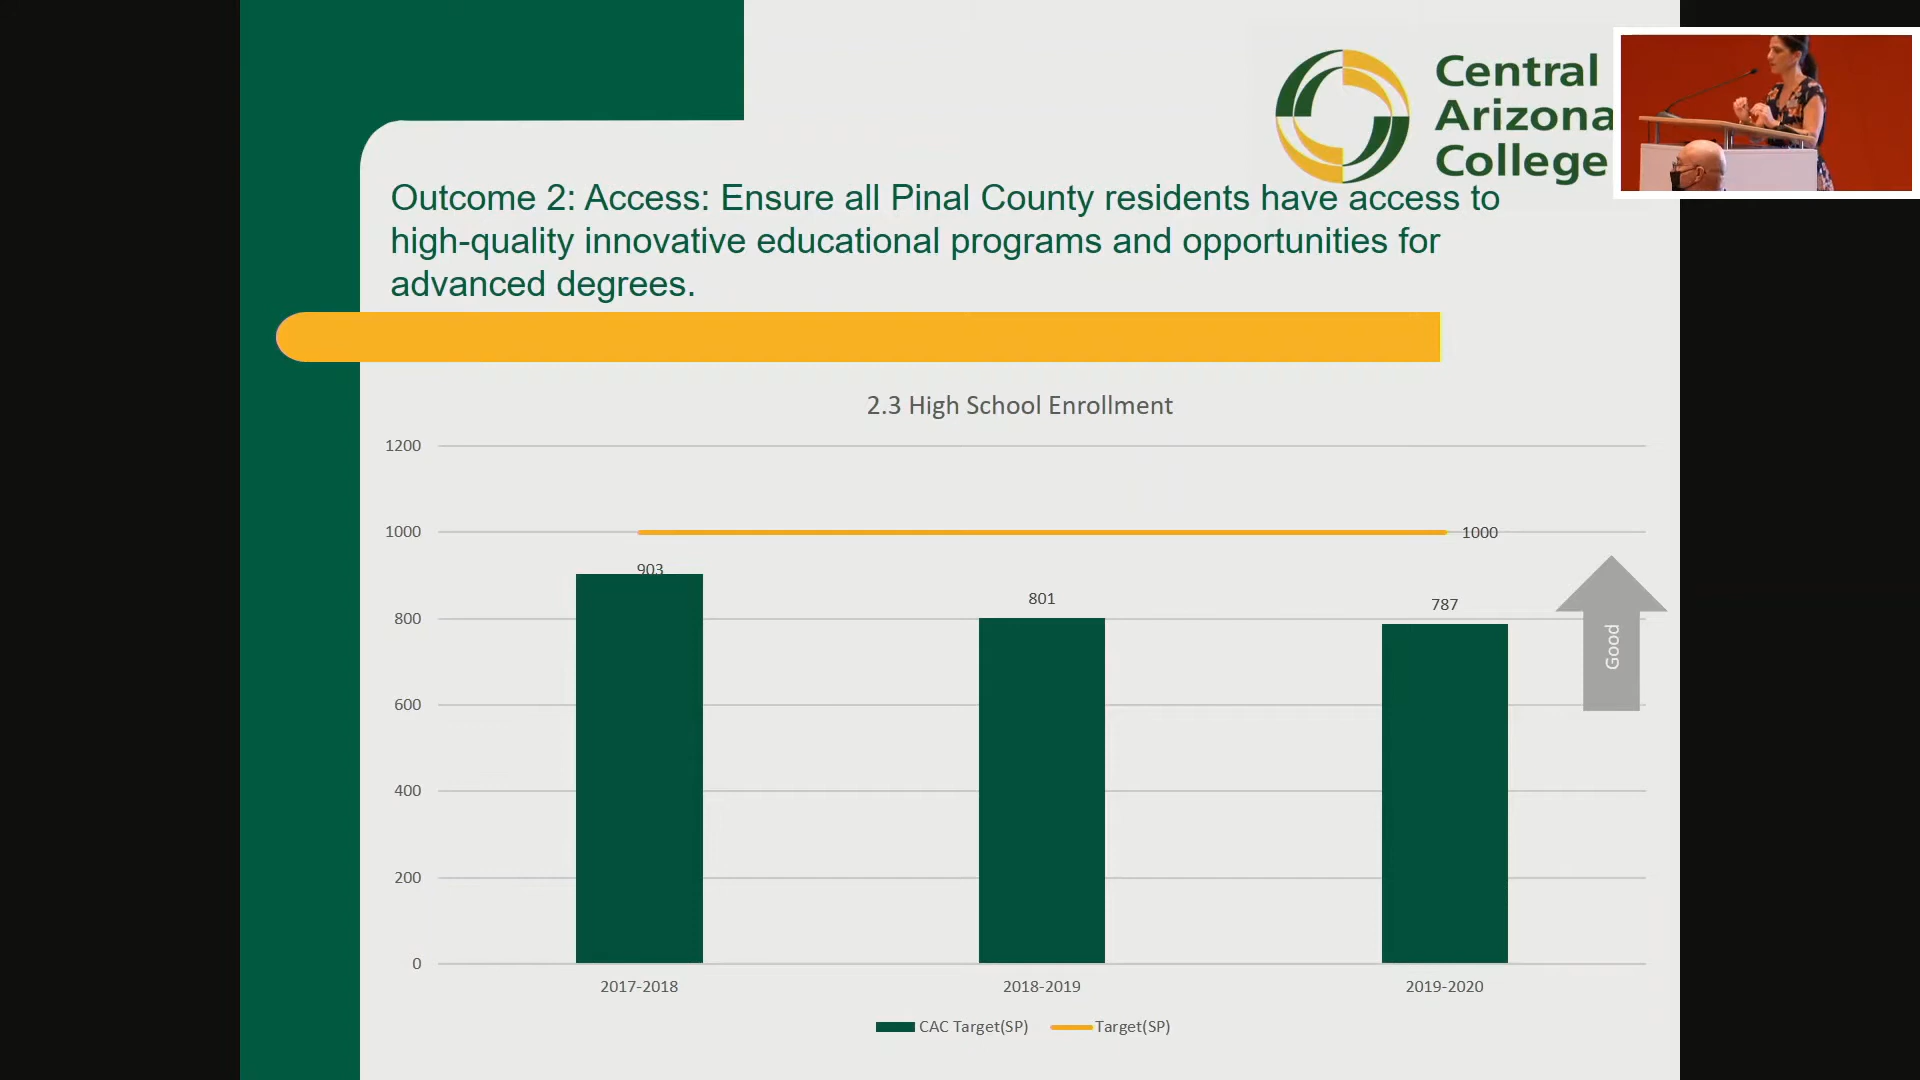 Central
Arizona
College
Outcome 2: Access: Ensure all Pinal County residents have access to
high-quality innovative educational programs and opportunities for
advanced degrees.
2.3 High School Enrollment
1200
1000
800
600
400
200
0
1000
903
801
787
Good
2017-2018
2018-2019
2019-2020
CAC Target(SP)
Target(SP)